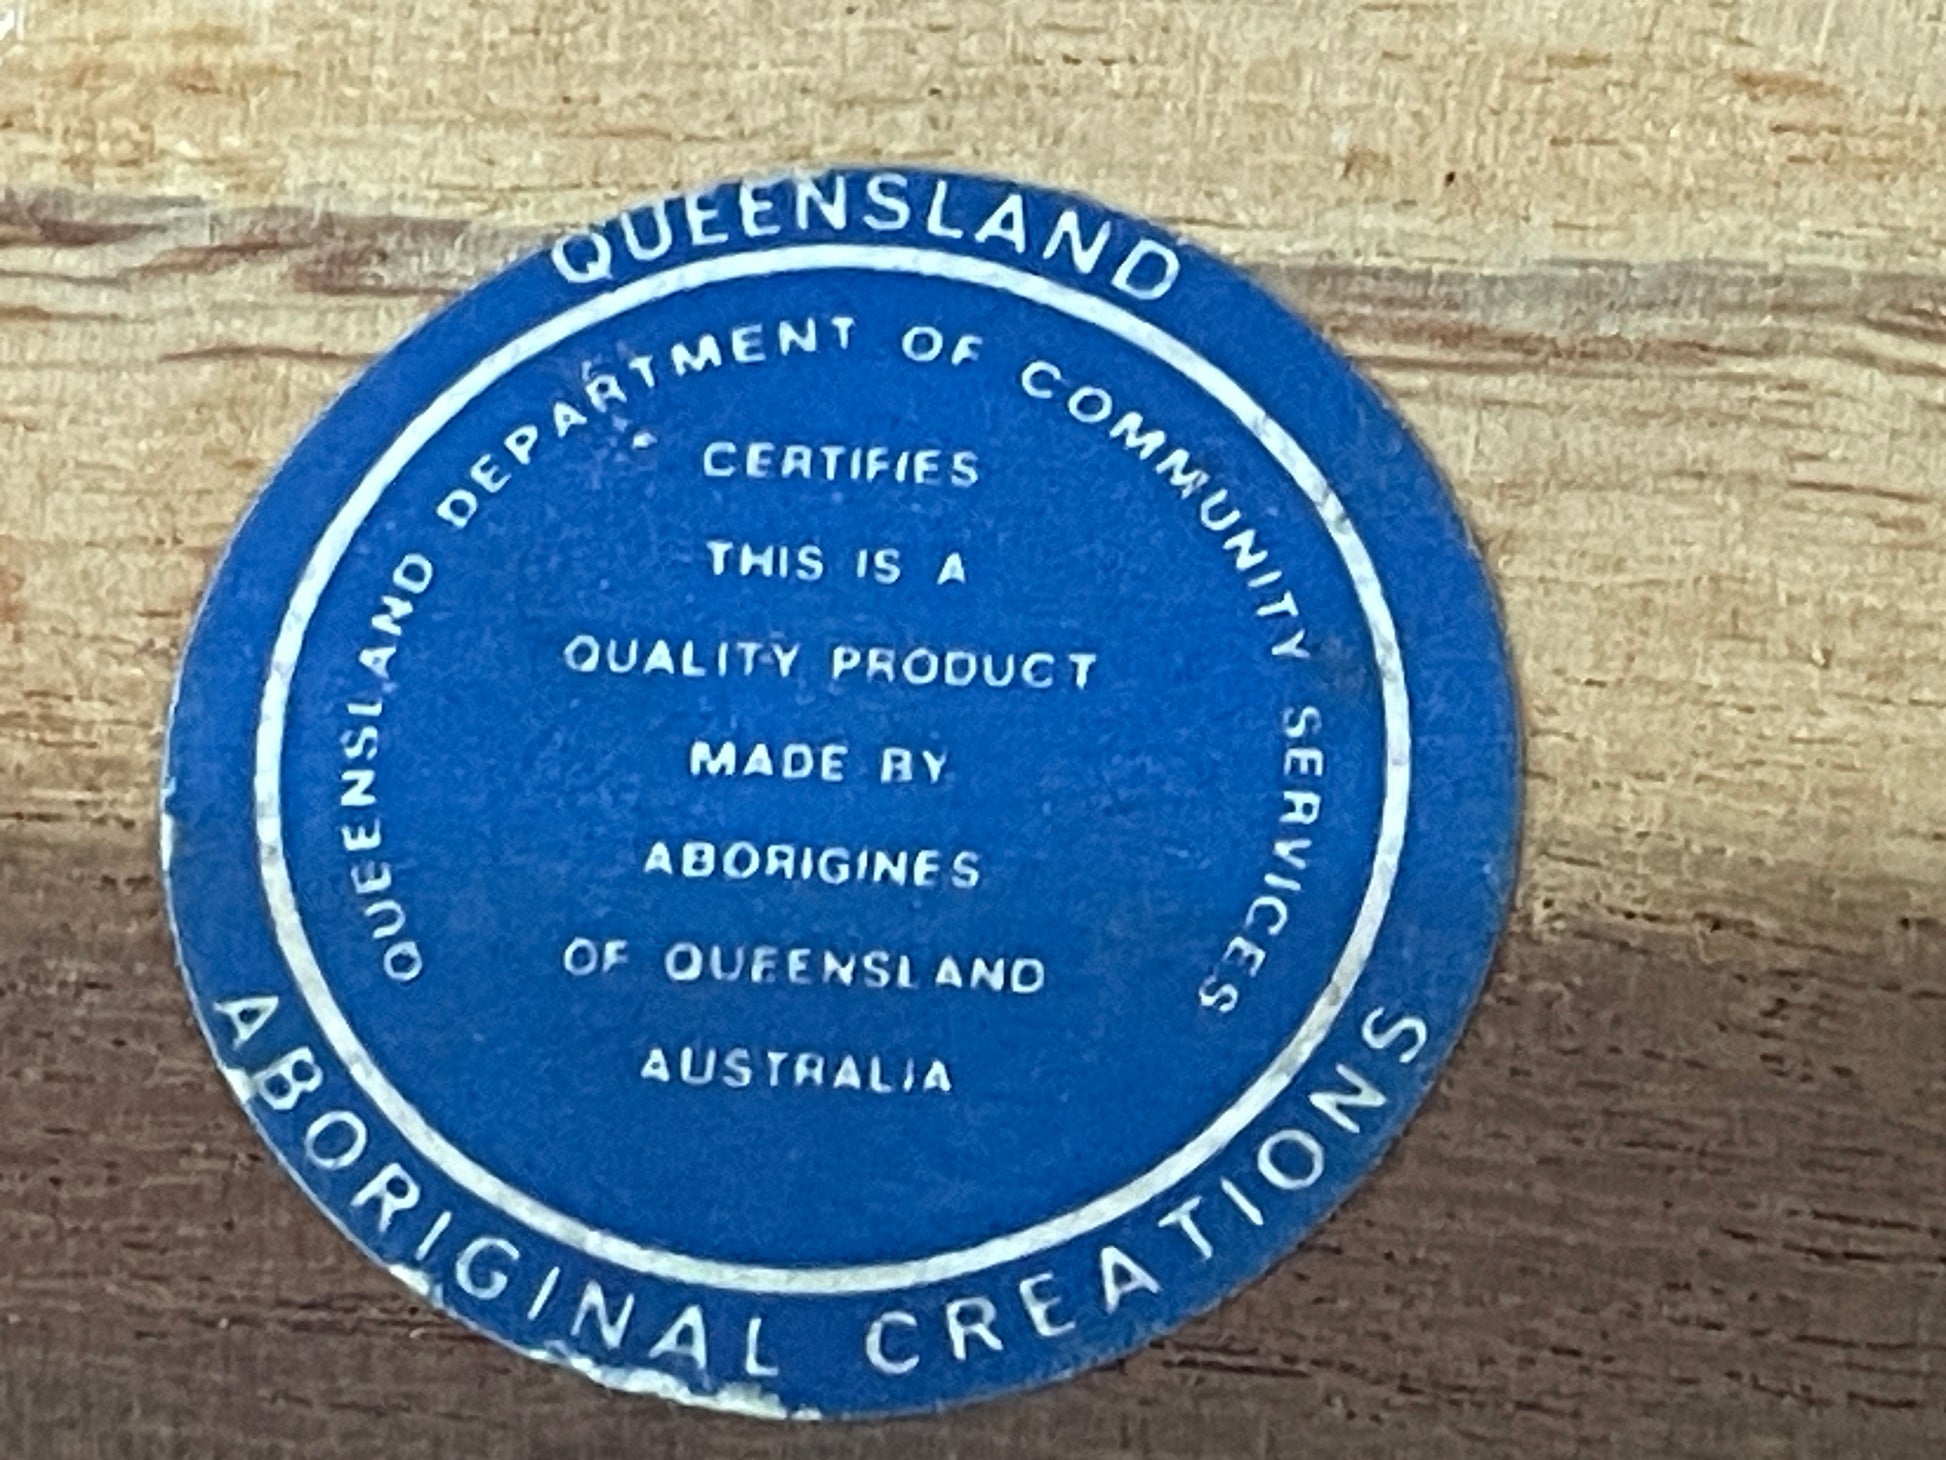 QUEENSLAND
QUEENSLAND DEPARTMENT OF COMMUNITY SERVICES
CERTIFIES
THIS IS A
QUALITY PRODUCT
MADE BY
ABORIGINES
OF QUEENSLAND
AUSTRALIA
ABORIGINAL CREATIONS